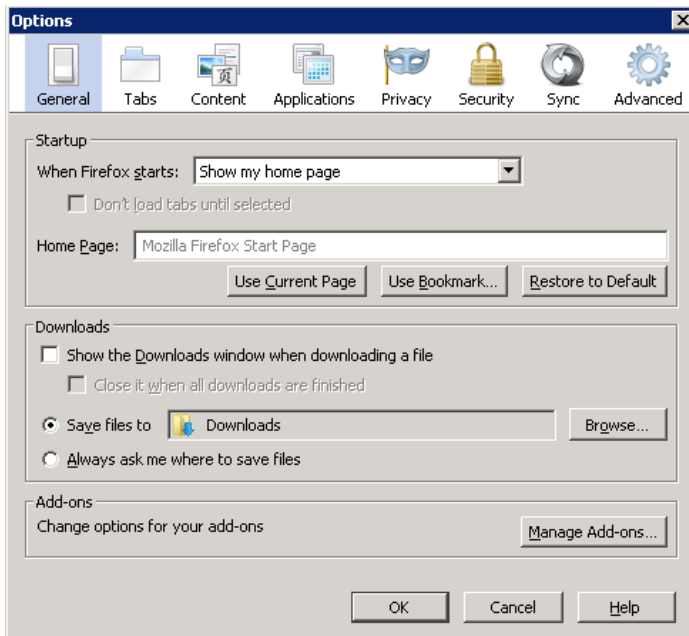 Options
General Tabs Content Applications Privacy Security Sync Advanced
页
Startup
When Firefox starts: Show my home page
Don't load tabs until selected
Home Page: Mozilla Firefox Start Page
Use Current Page Use Bookmark... Restore to Default
Downloads
Show the Downloads window when downloading a file
Close it when all downloads are finished
Save files to Downloads Browse...
Always ask me where to save files
Add-ons
Change options for your add-ons
Manage Add-ons...
OK Cancel Help